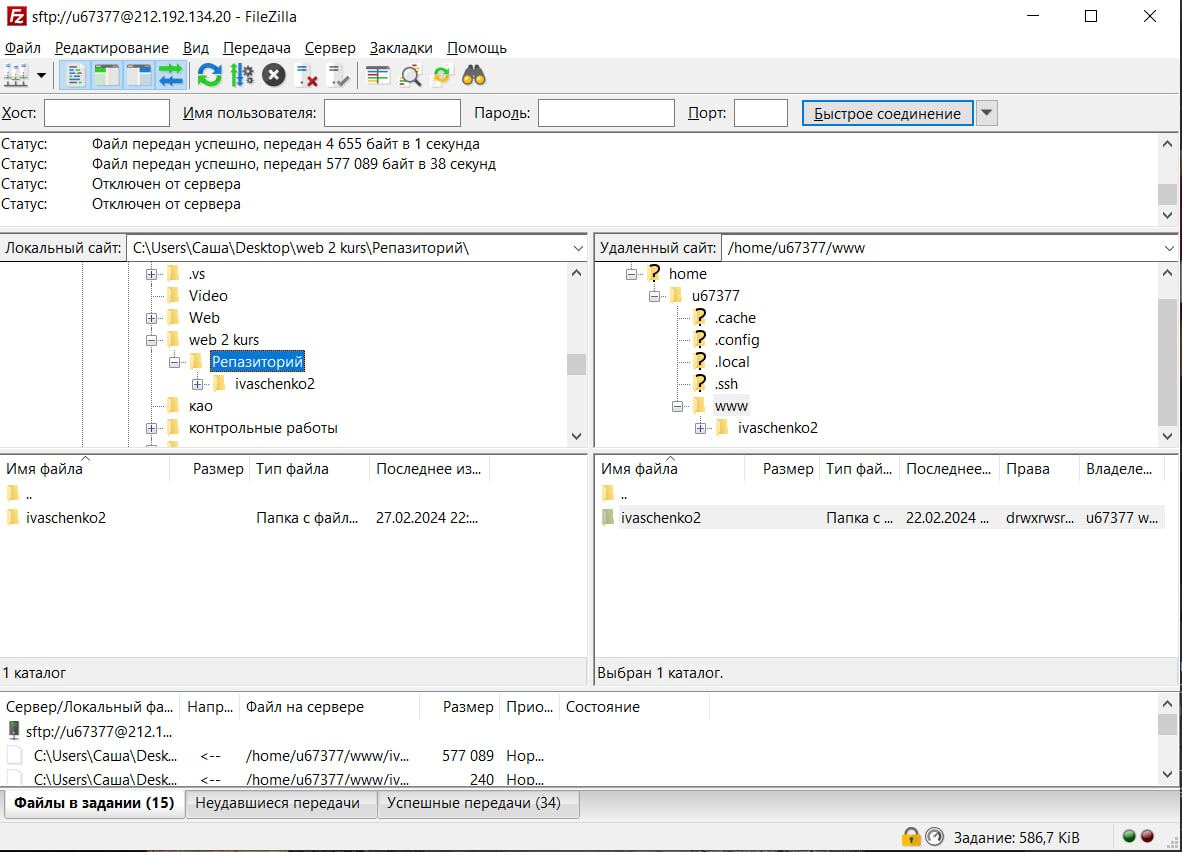 sftp://u67377@212.192.134.20 - FileZilla
Файл Редактирование Вид Передача Сервер Закладки Помощь
Хост: Имя пользователя: Пароль: Порт: Быстрое соединение
Статус: Файл передан успешно, передан 4 655 байт в 1 секунда
Статус: Файл передан успешно, передан 577 089 байт в 38 секунд
Статус: Отключен от сервера
Статус: Отключен от сервера
Локальный сайт: C:\Users\Саша\Desktop\web 2 kurs\Репазиторий\
.vs
Video
Web
web 2 kurs
Репазиторий
ivaschenko2
као
контрольные работы
Удаленный сайт: /home/u67377/www
? home
u67377
? .cache
? .config
? .local
? .ssh
www
ivaschenko2
Имя файла Размер Тип файла Последнее из...
..
ivaschenko2 Папка с файл... 27.02.2024 22:...
1 каталог
Имя файла Размер Тип фай... Последнее... Права Владеле...
..
ivaschenko2 Папка с ... 22.02.2024 ... drwxrwsr... u67377 w...
Выбран 1 каталог.
Сервер/Локальный фа... Напр... Файл на сервере Размер Прио... Состояние
sftp://u67377@212.1...
C:\Users\Саша\Desk... <-- /home/u67377/www/iv... 577 089 Нор...
C:\Users\Саша\Desk... <-- /home/u67377/www/iv... 240 Нор...
Файлы в задании (15) Неудавшиеся передачи Успешные передачи (34)
Задание: 586,7 KiB